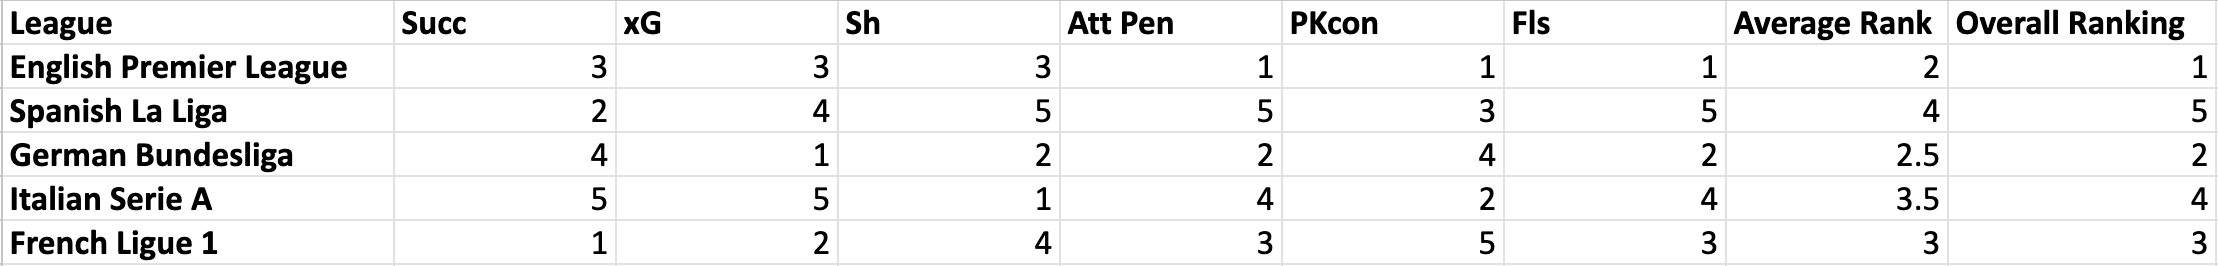 League Succ xG Sh Att Pen PKcon Fls Average Rank Overall Ranking
English Premier League 3 3 3 1 1 1 2 1
Spanish La Liga 2 4 5 5 3 5 4 5
German Bundesliga 4 1 2 2 4 2 2.5 2
Italian Serie A 5 5 1 4 2 4 3.5 4
French Ligue 1 1 2 4 3 5 3 3 3